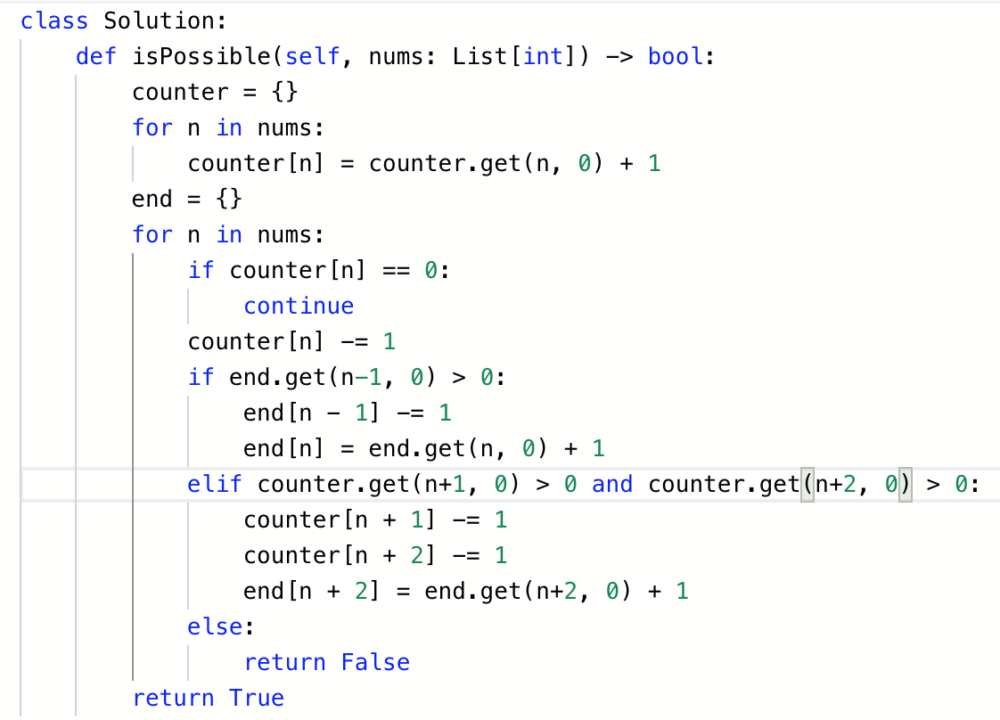 class Solution:
    def isPossible(self, nums: List[int]) -> bool:
        counter = {}
        for n in nums:
            counter[n] = counter.get(n, 0) + 1
        end = {}
        for n in nums:
            if counter[n] == 0:
                continue
            counter[n] -= 1
            if end.get(n-1, 0) > 0:
                end[n - 1] -= 1
                end[n] = end.get(n, 0) + 1
            elif counter.get(n+1, 0) > 0 and counter.get(n+2, 0) > 0:
                counter[n + 1] -= 1
                counter[n + 2] -= 1
                end[n + 2] = end.get(n+2, 0) + 1
            else:
                return False
        return True